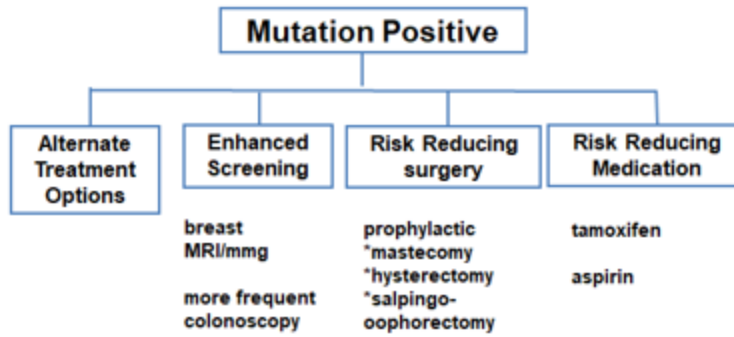 Mutation Positive
Alternate
Treatment
Options
Enhanced
Screening
Risk Reducing
surgery
Risk Reducing
Medication
breast
MRI/mmg
more frequent
colonoscopy
prophylactic
*mastecomy
*hysterectomy
*salpingo-
oophorectomy
tamoxifen
aspirin